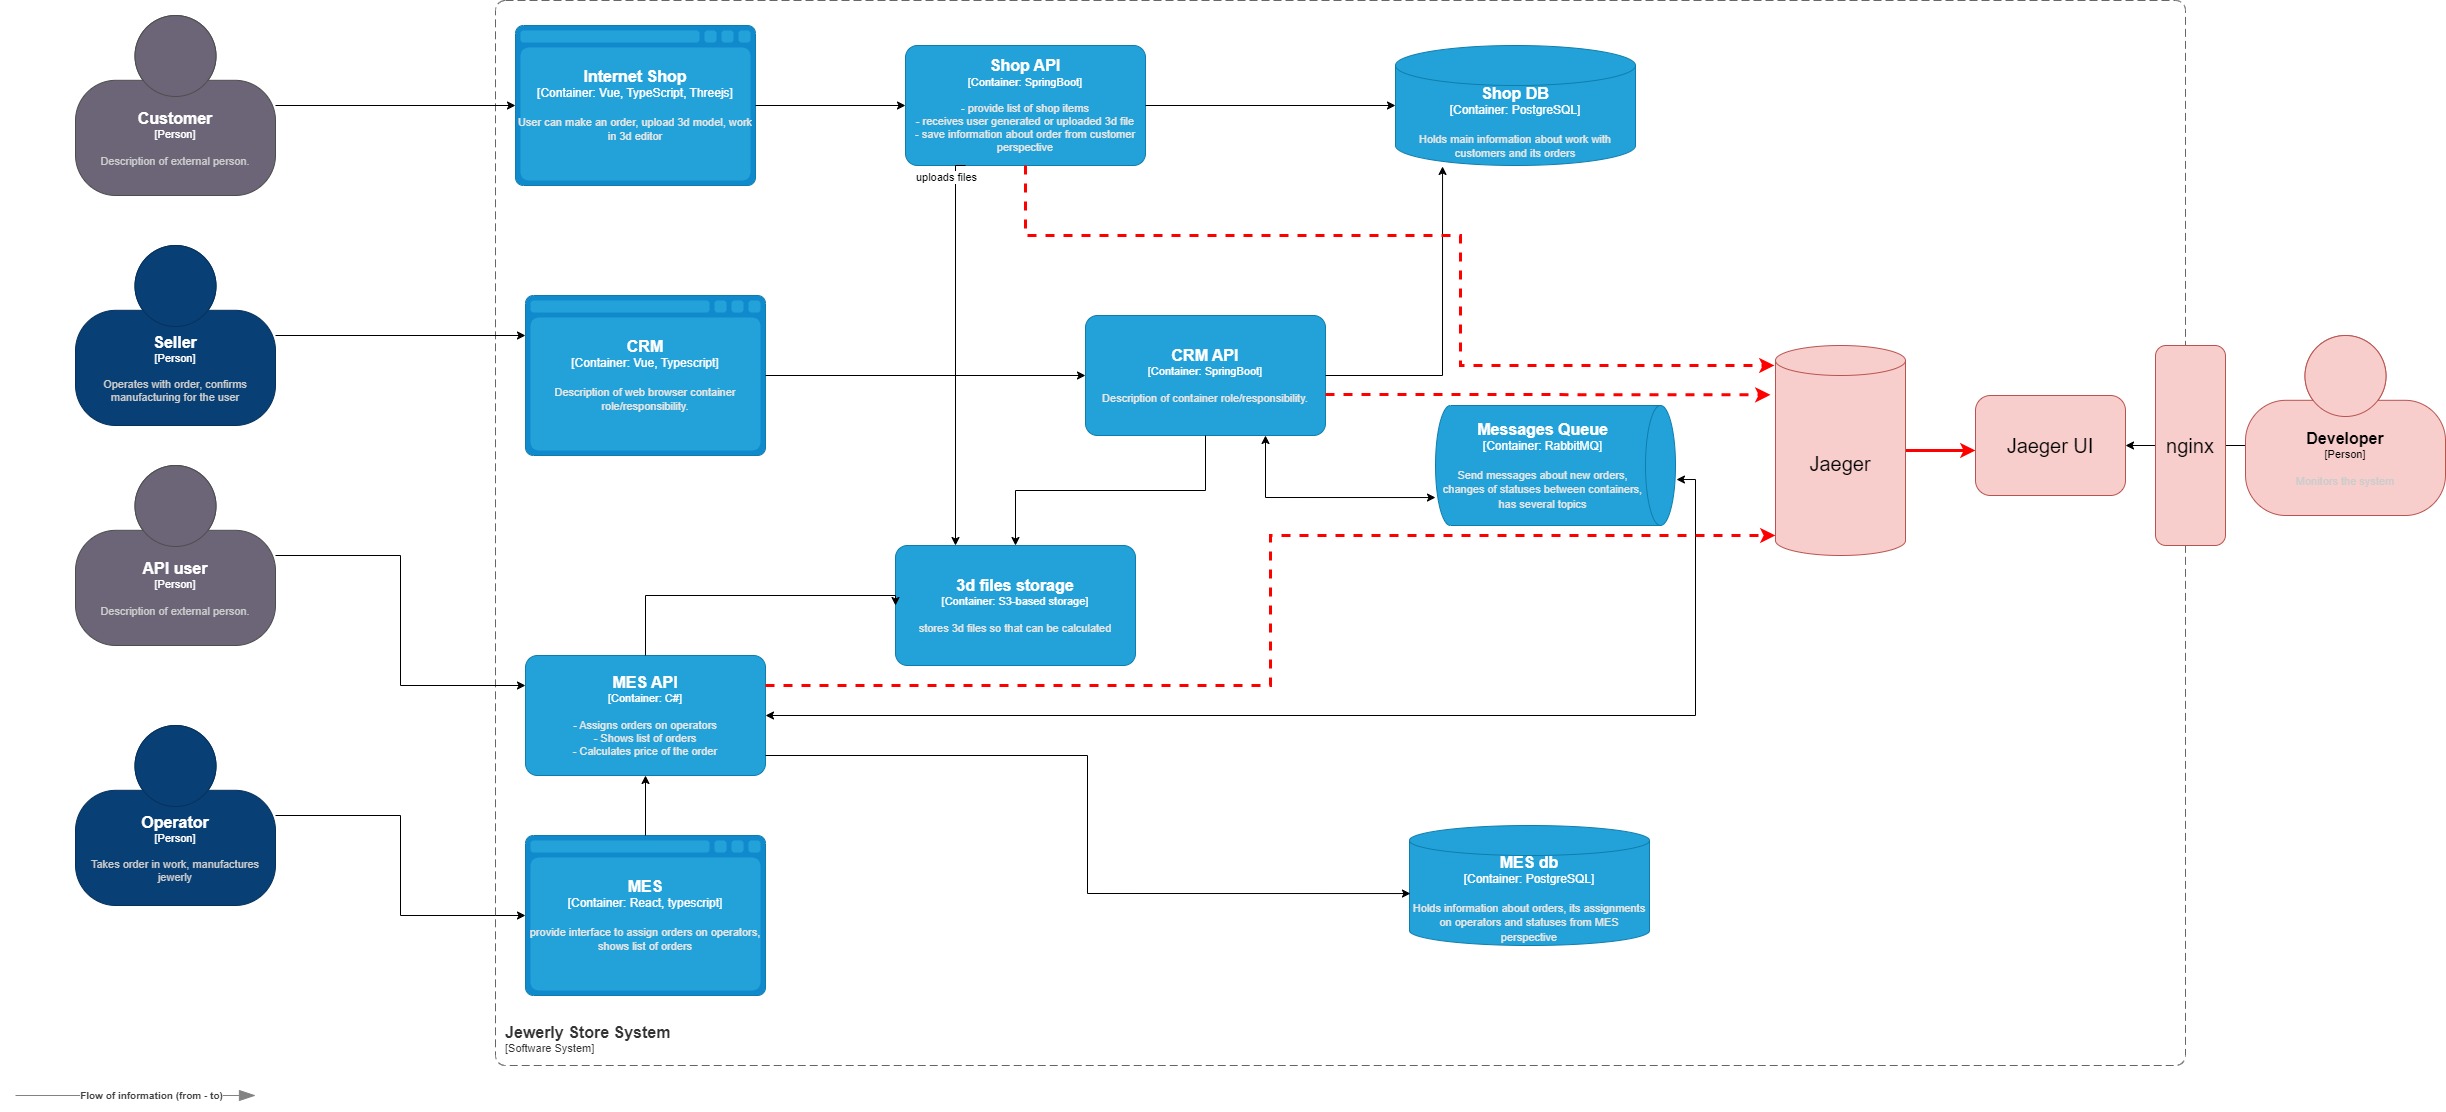 Customer
[Person]
Description of external person.
Internet Shop
[Container: Vue, TypeScript, Threejs]
User can make an order, upload 3d model, work
in 3d editor
Shop API
[Container: SpringBoot]
- provide list of shop items
- receives user generated or uploaded 3d file
- save information about order from customer
perspective
uploads files
Shop DB
[Container: PostgreSQL]
Holds main information about work with
customers and its orders
Seller
[Person]
Operates with order, confirms
manufacturing for the user
CRM
[Container: Vue, Typescript]
Description of web browser container
role/responsibility.
CRM API
[Container: SpringBoot]
Description of container role/responsibility.
Messages Queue
[Container: RabbitMQ]
Send messages about new orders,
changes of statuses between containers,
has several topics
Jaeger
Jaeger UI
nginx
Developer
[Person]
Monitors the system
API user
[Person]
Description of external person.
3d files storage
[Container: S3-based storage]
stores 3d files so that can be calculated
MES API
[Container: C#]
- Assigns orders on operators
- Shows list of orders
- Calculates price of the order
Operator
[Person]
Takes order in work, manufactures
jewerly
MES
[Container: React, typescript]
provide interface to assign orders on operators,
shows list of orders
MES db
[Container: PostgreSQL]
Holds information about orders, its assignments
on operators and statuses from MES
perspective
Jewerly Store System
[Software System]
Flow of information (from - to)